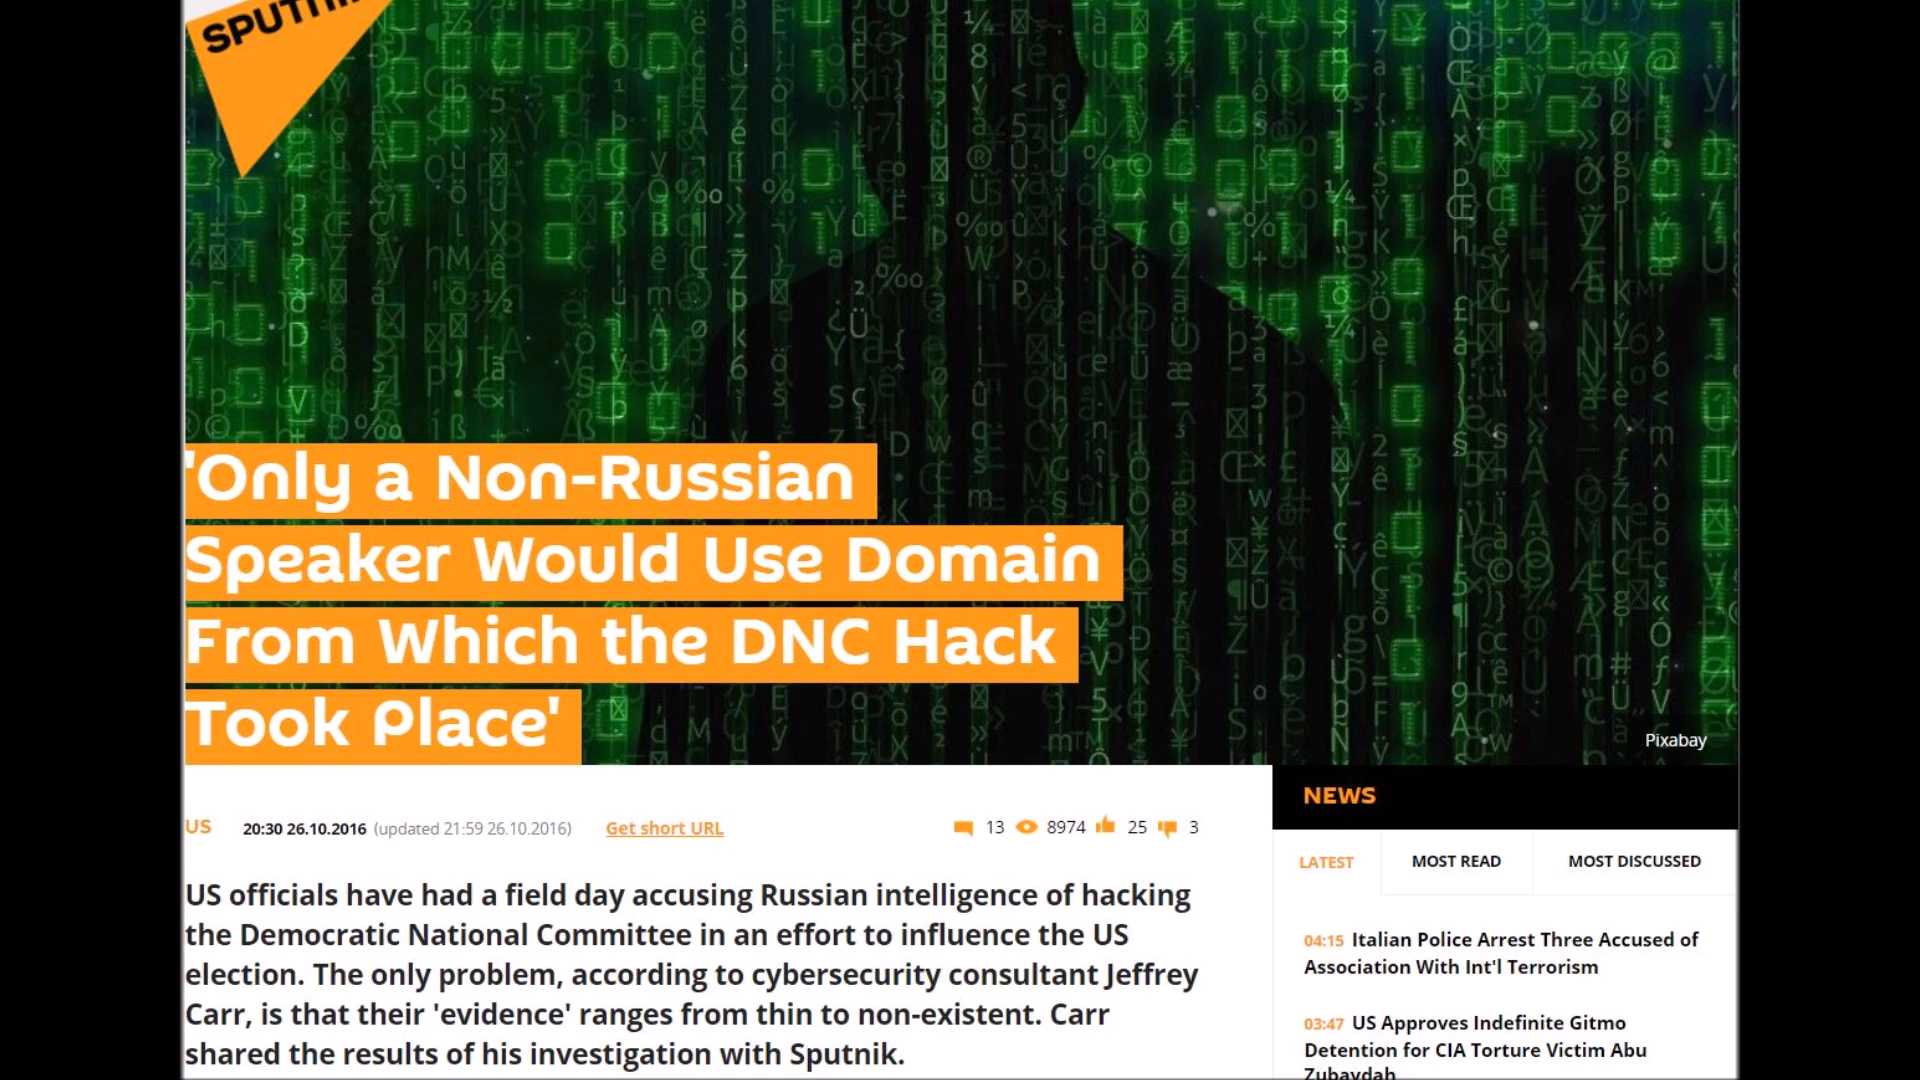 SPUTNIK
'Only a Non-Russian
Speaker Would Use Domain
From Which the DNC Hack
Took Place'
Pixabay
US 20:30 26.10.2016 (updated 21:59 26.10.2016) Get short URL 13 8974 25 3
US officials have had a field day accusing Russian intelligence of hacking
the Democratic National Committee in an effort to influence the US
election. The only problem, according to cybersecurity consultant Jeffrey
Carr, is that their 'evidence' ranges from thin to non-existent. Carr
shared the results of his investigation with Sputnik.
NEWS
LATEST MOST READ MOST DISCUSSED
04:15 Italian Police Arrest Three Accused of
Association With Int'l Terrorism
03:47 US Approves Indefinite Gitmo
Detention for CIA Torture Victim Abu
Zubaydah